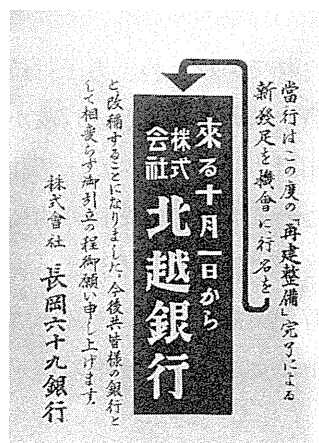 當行はこの度の「再建整備」完了による
新発足を機會に、行名を
來る十月一日から
株式会社 北越銀行
と改稱することになりました、今後共皆様の銀行と
して相変らず御引立の程御願い申し上げます。
株式會社 長岡六十九銀行